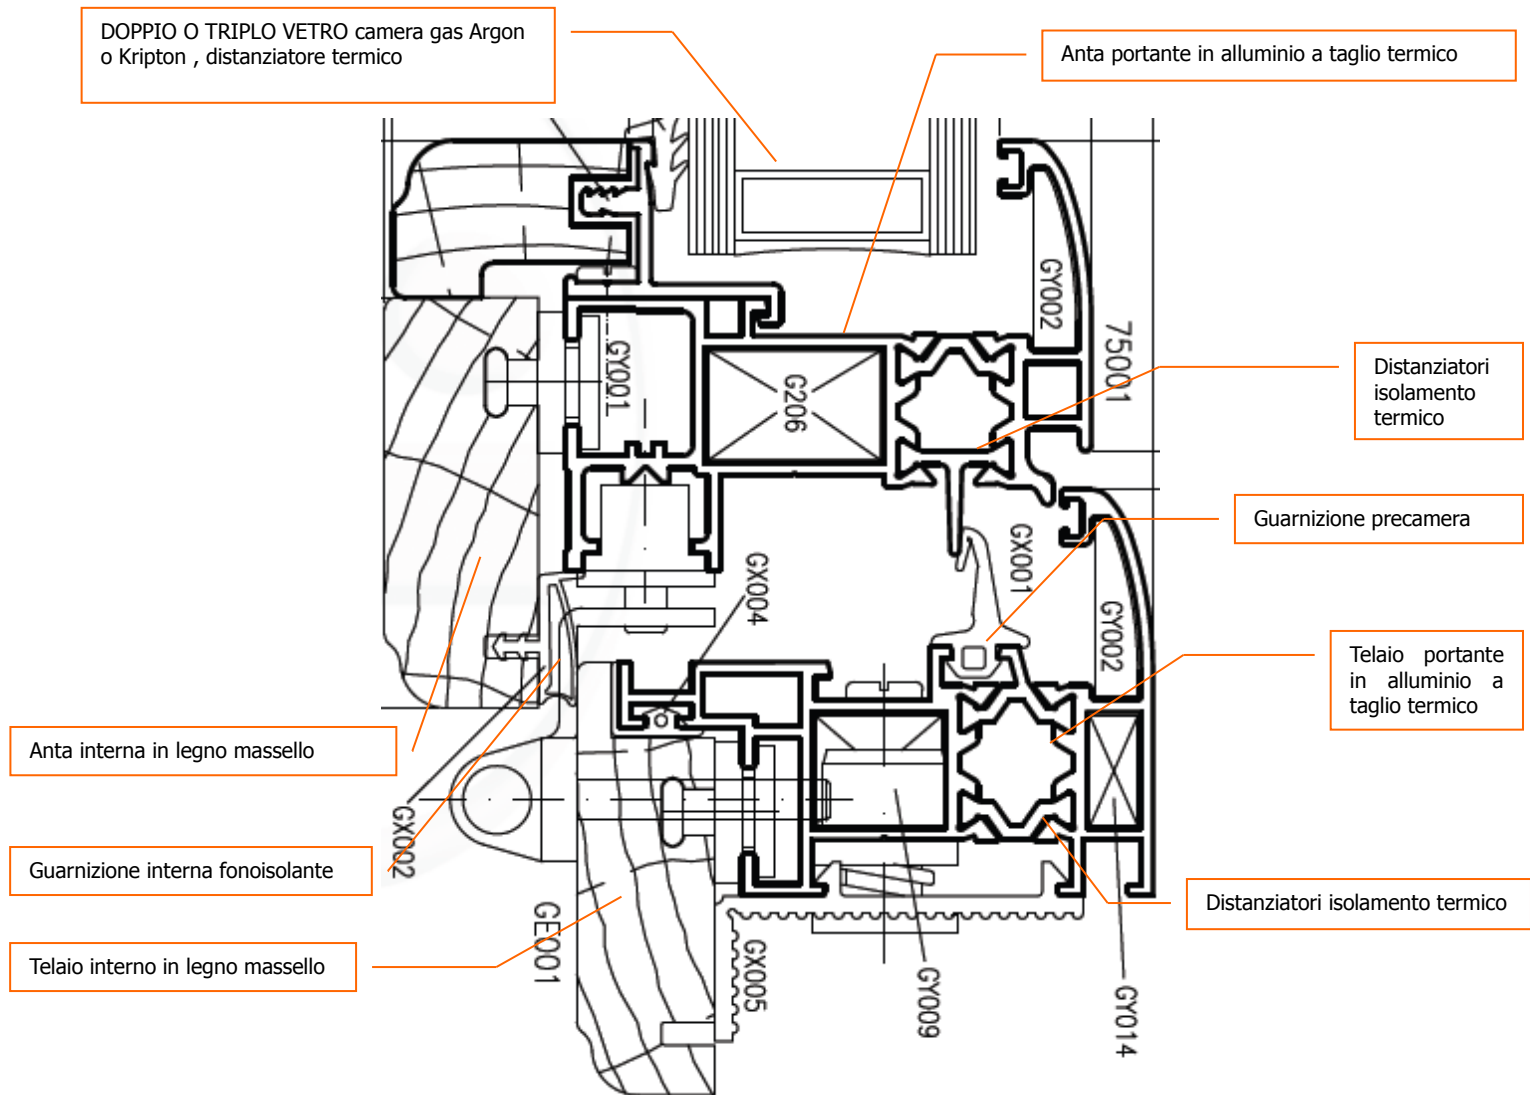 DOPPIO O TRIPLO VETRO camera gas Argon
o Kripton , distanziatore termico
Anta portante in alluminio a taglio termico
GY002
75001
GY001
G206
Distanziatori
isolamento
termico
Guarnizione precamera
GX001
GX004
GY002
Telaio portante
in alluminio a
taglio termico
Anta interna in legno massello
GX002
Guarnizione interna fonoisolante
Distanziatori isolamento termico
GE001
Telaio interno in legno massello
GX005
GY009
GY014